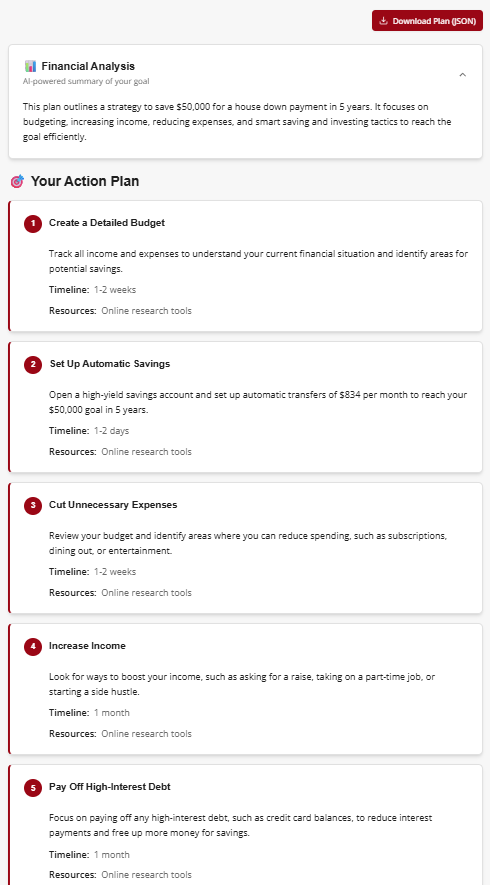 Download Plan (JSON)
Financial Analysis
AI-powered summary of your goal
This plan outlines a strategy to save $50,000 for a house down payment in 5 years. It focuses on
budgeting, increasing income, reducing expenses, and smart saving and investing tactics to reach the
goal efficiently.
Your Action Plan
1 Create a Detailed Budget
Track all income and expenses to understand your current financial situation and identify areas for
potential savings.
Timeline: 1-2 weeks
Resources: Online research tools
2 Set Up Automatic Savings
Open a high-yield savings account and set up automatic transfers of $834 per month to reach your
$50,000 goal in 5 years.
Timeline: 1-2 days
Resources: Online research tools
3 Cut Unnecessary Expenses
Review your budget and identify areas where you can reduce spending, such as subscriptions,
dining out, or entertainment.
Timeline: 1-2 weeks
Resources: Online research tools
4 Increase Income
Look for ways to boost your income, such as asking for a raise, taking on a part-time job, or
starting a side hustle.
Timeline: 1 month
Resources: Online research tools
5 Pay Off High-Interest Debt
Focus on paying off any high-interest debt, such as credit card balances, to reduce interest
payments and free up more money for savings.
Timeline: 1 month
Resources: Online research tools